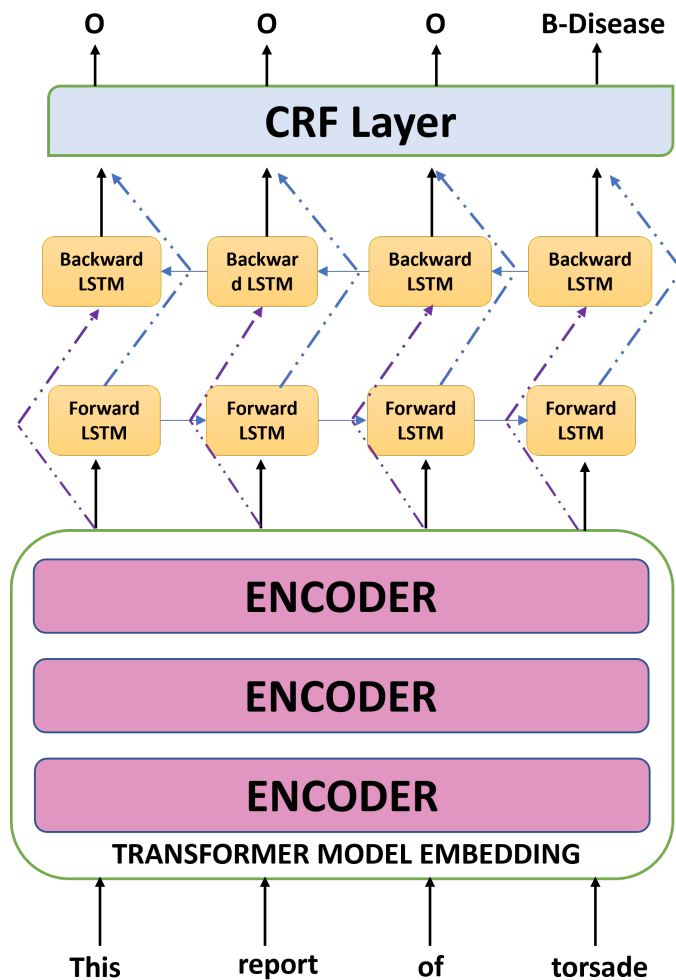 O O O B-Disease
CRF Layer
Backward Backwar Backward Backward
LSTM d LSTM LSTM LSTM
Forward Forward Forward Forward
LSTM LSTM LSTM LSTM
ENCODER
ENCODER
ENCODER
TRANSFORMER MODEL EMBEDDING
This report of torsade